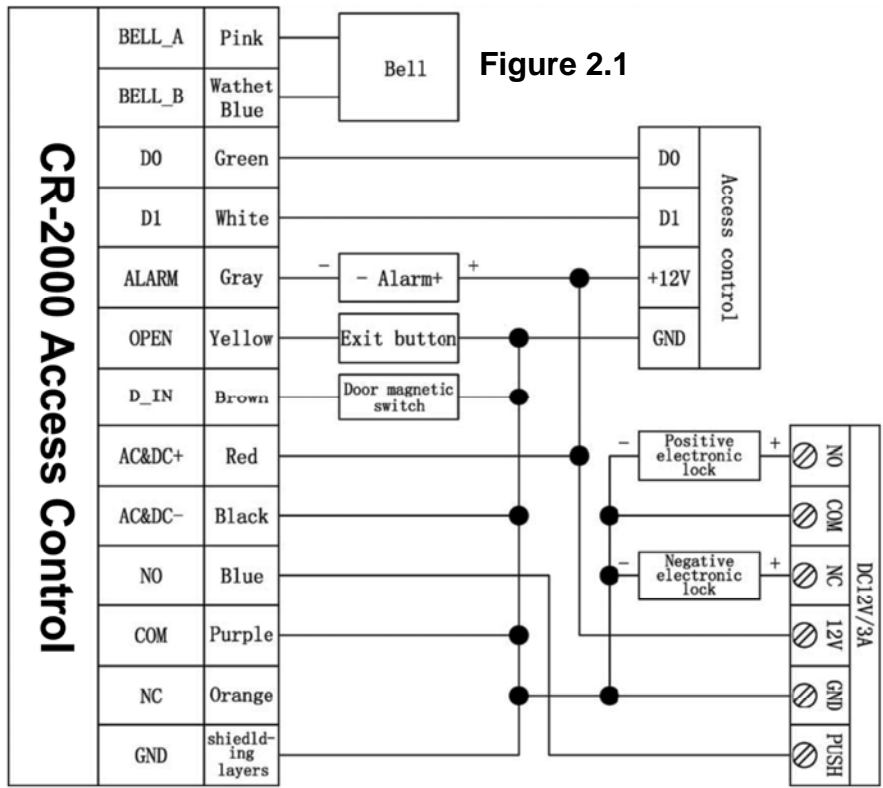 CR-2000 Access Control
BELL_A Pink
BELL_B Wathet
Blue
D0 Green
D1 White
ALARM Gray
OPEN Yellow
D_IN Brown
AC&DC+ Red
AC&DC- Black
NO Blue
COM Purple
NC Orange
GND shiedld-
ing
layers
Bell
Figure 2.1
- - Alarm+ +
Exit button
Door magnetic
switch
D0
D1
+12V
GND
Access control
- Positive +
electronic
lock
- Negative +
electronic
lock
NO
COM
NC
12V
GND
PUSH
DC12V/3A